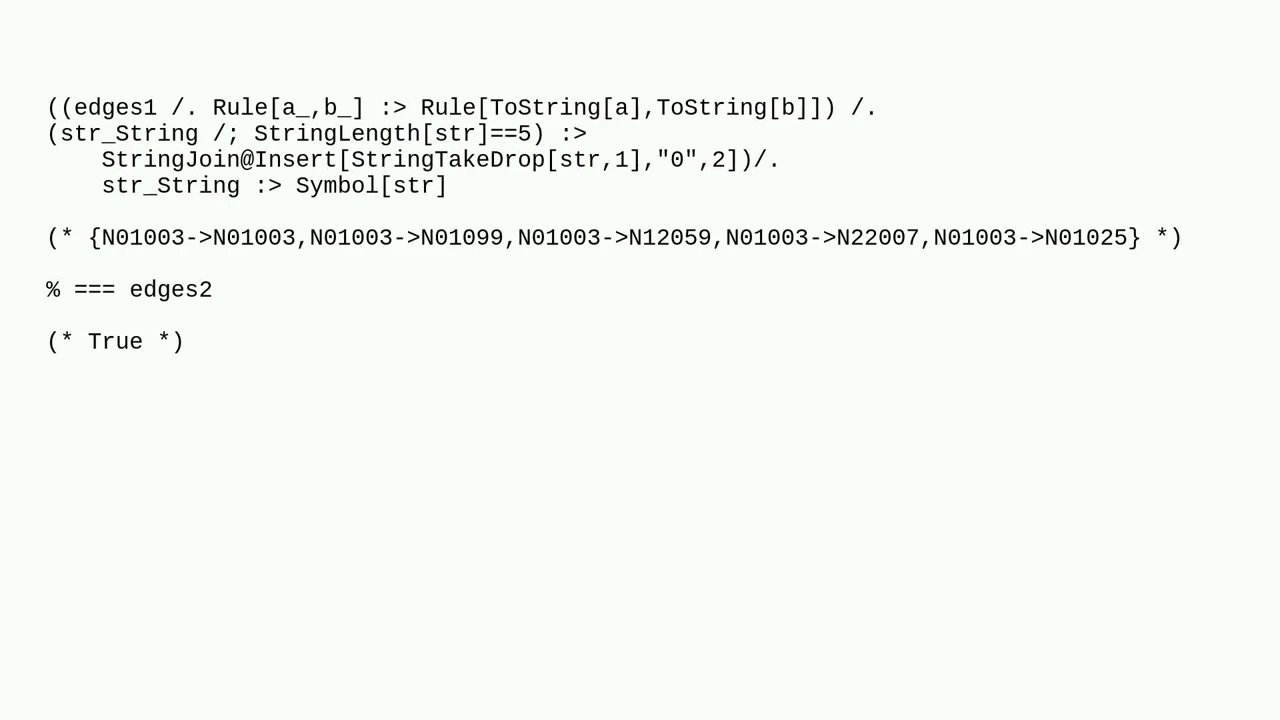 ((edges1 /. Rule[a_,b_] :> Rule[ToString[a],ToString[b]]) /.
(str_String /; StringLength[str]==5) :>
    StringJoin@Insert[StringTakeDrop[str,1],"0",2])/.
    str_String :> Symbol[str]

(* {N01003->N01003,N01003->N01099,N01003->N12059,N01003->N22007,N01003->N01025} *)

% === edges2

(* True *)